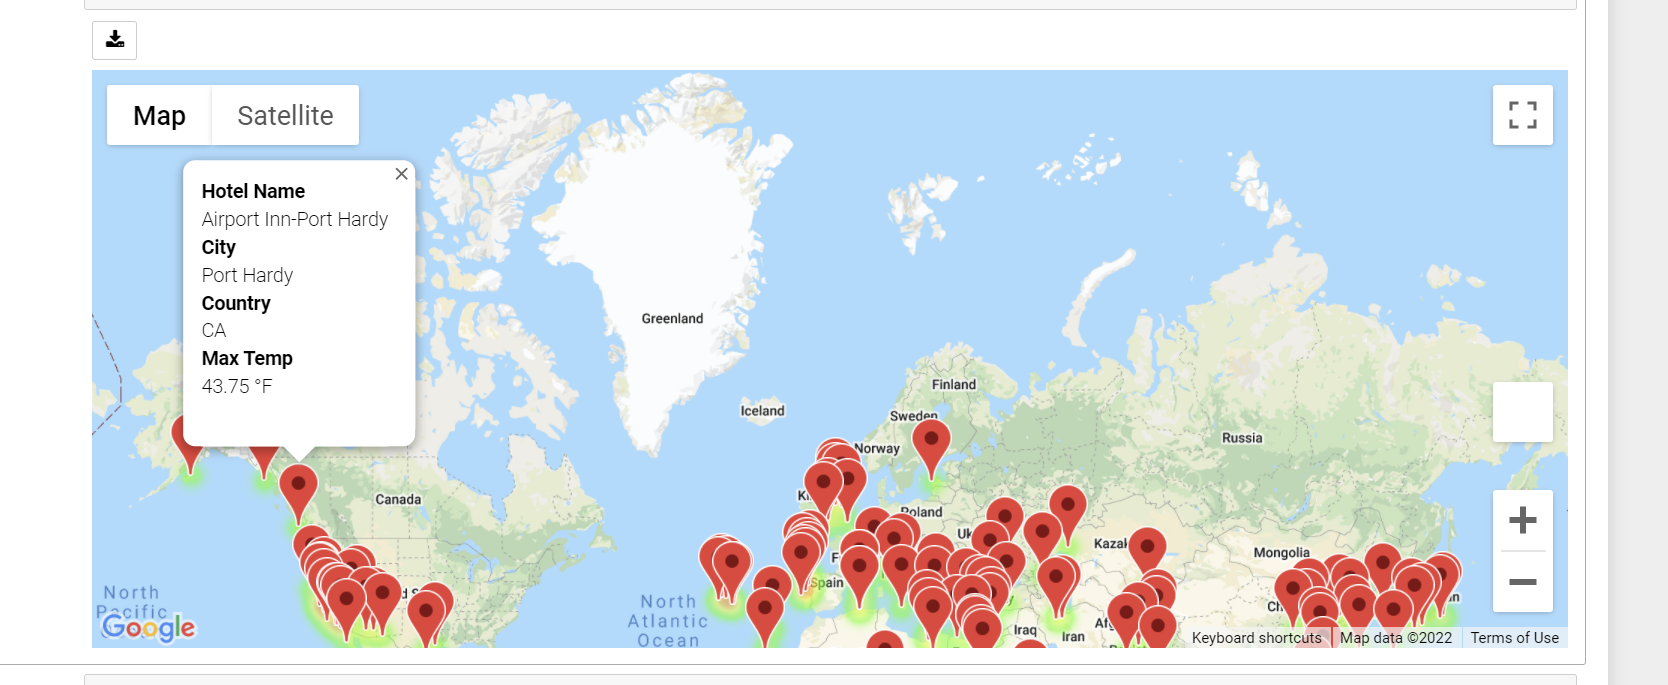 Map Satellite
Hotel Name
Airport Inn-Port Hardy
City
Port Hardy
Country
CA
Max Temp
43.75 °F
Greenland
Finland
Iceland
Sweden
Russia
Norway
Canada
Poland
Mongolia
North
Pacific
North
Atlantic
Ocean
Spain
Iraq
Iran
Google
Keyboard shortcuts Map data ©2022 Terms of Use